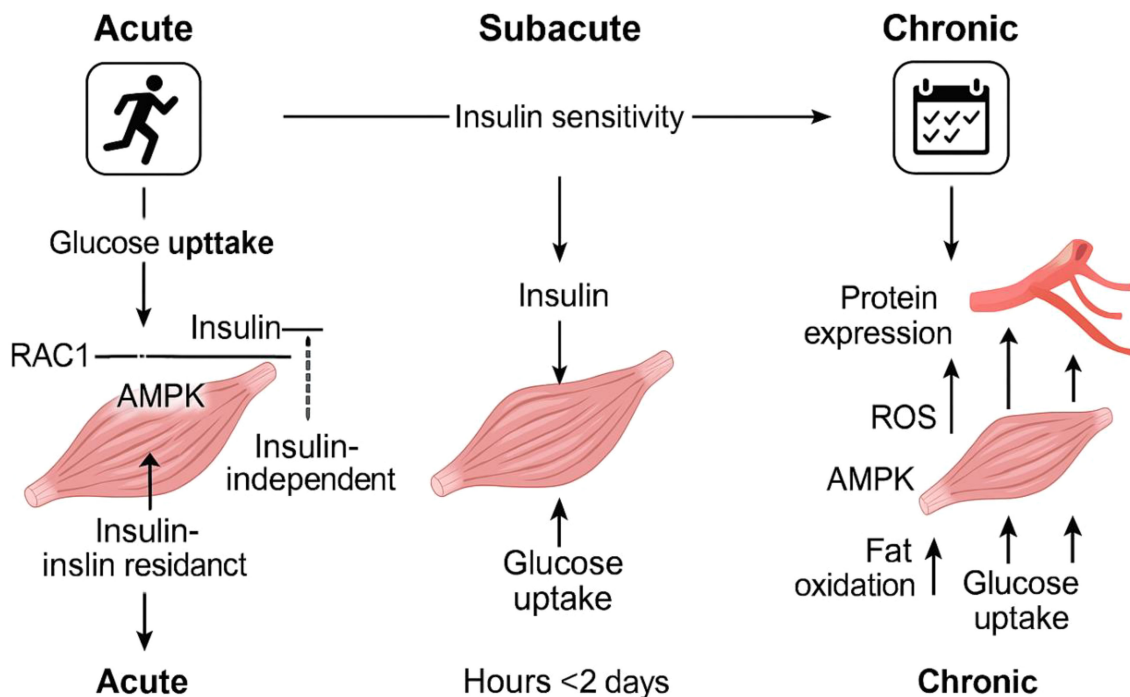 Acute
Subacute
Chronic
Insulin sensitivity
Glucose upttake
Insulin
RAC1
AMPK
Insulin-
independent
Insulin-
inslin residanct
Acute
Insulin
Glucose
uptake
Hours <2 days
Protein
expression
ROS
AMPK
Fat
oxidation
Glucose
uptake
Chronic